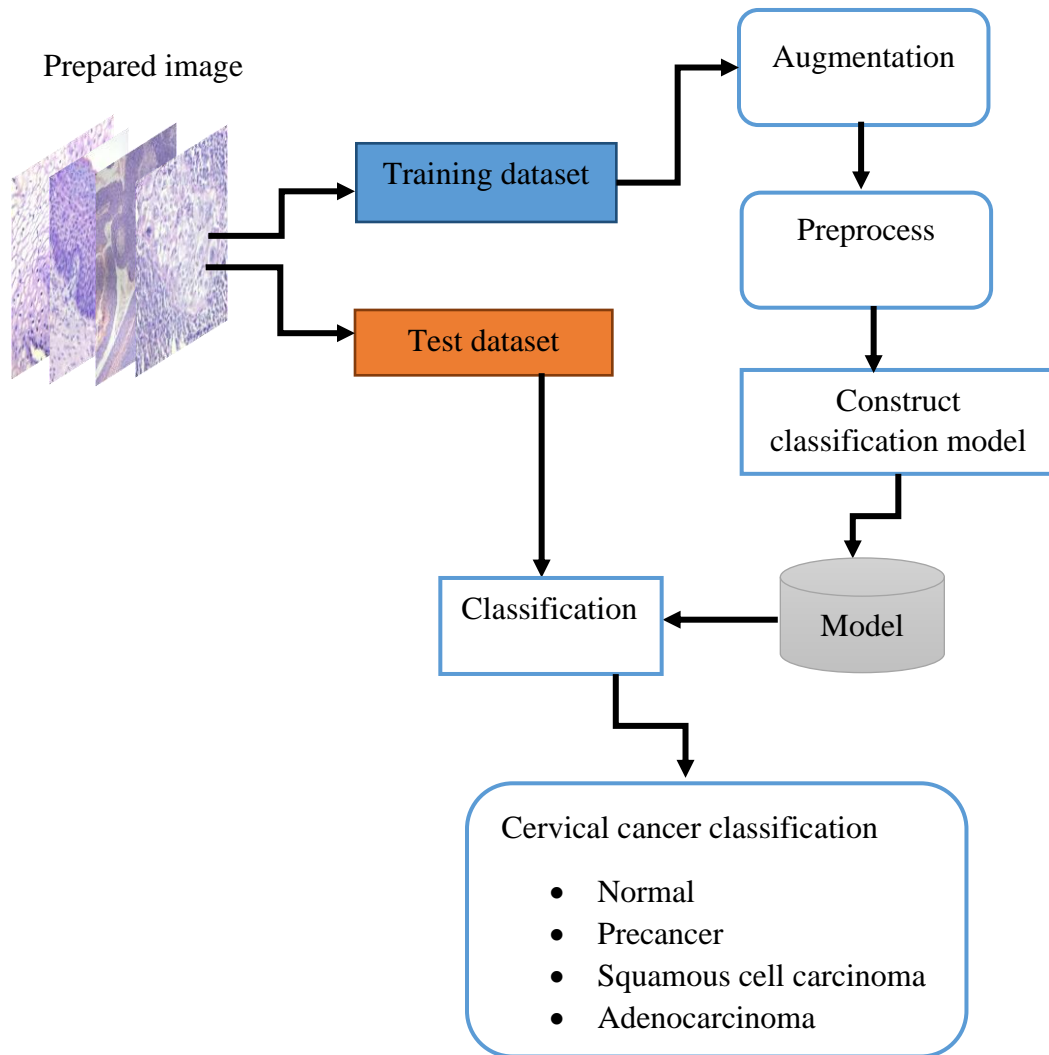 Prepared image
Augmentation
Training dataset
Preprocess
Test dataset
Construct
classification model
Classification
Model
Cervical cancer classification
• Normal
• Precancer
• Squamous cell carcinoma
• Adenocarcinoma